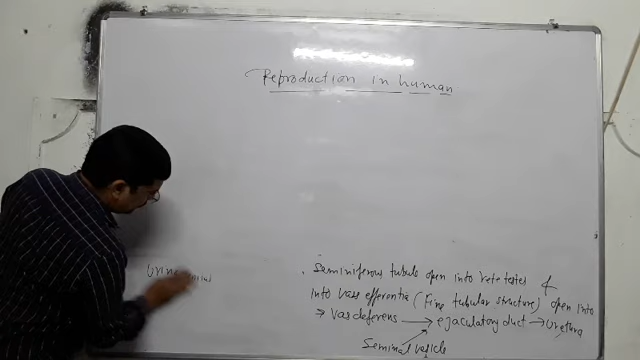 Reproduction in human
. Seminiferous tubule open into rete testes &
into vasa efferentia (Fine tubular structure) open into
→ Vas deferens → ejaculatory duct → Urethra
Seminal vesicle